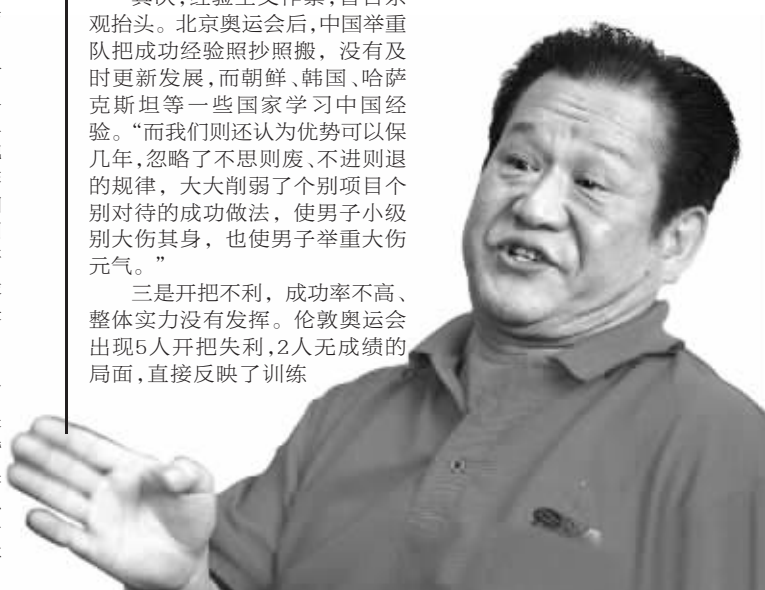 观抬头。北京奥运会后,中国举重
队把成功经验照抄照搬，没有及
时更新发展,而朝鲜、韩国、哈萨
克斯坦等一些国家学习中国经
验。“而我们则还认为优势可以保
几年,忽略了不思则废、不进则退
的规律，大大削弱了个别项目个
别对待的成功做法，使男子小级
别大伤其身，也使男子举重大伤
元气。”
三是开把不利，成功率不高、
整体实力没有发挥。伦敦奥运会
出现5人开把失利,2人无成绩的
局面,直接反映了训练